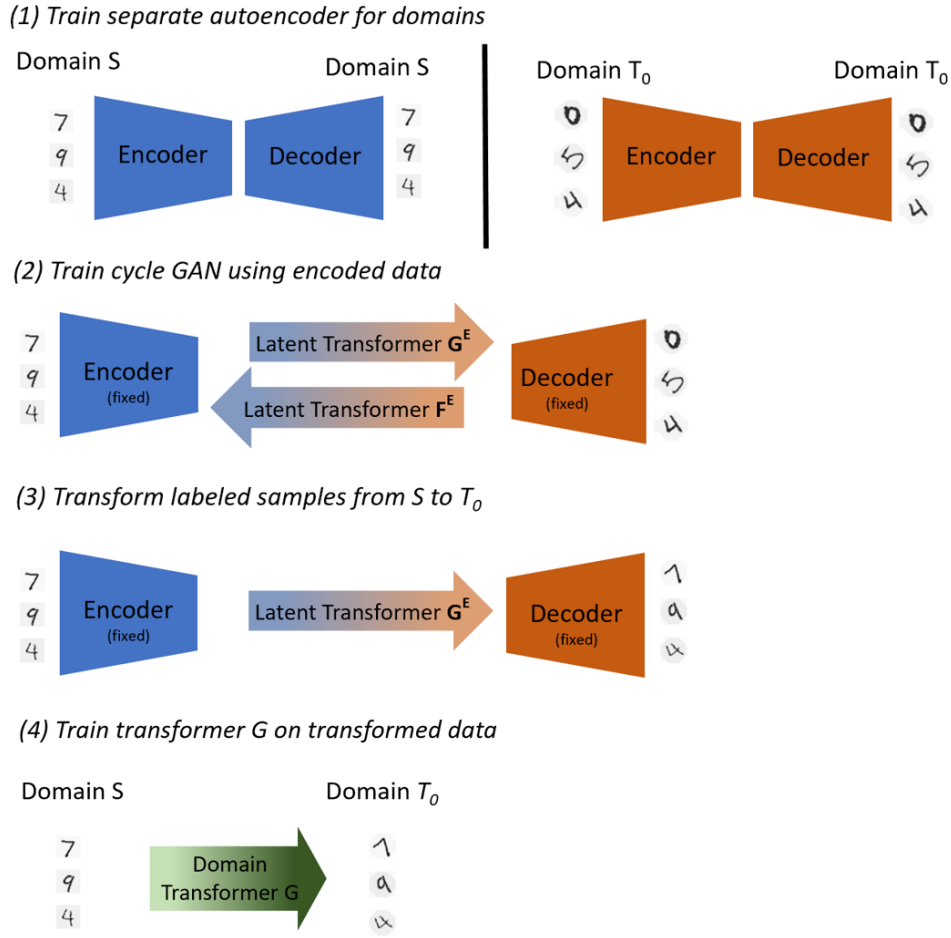 (1) Train separate autoencoder for domains
Domain S
Domain S
Domain T₀
Domain T₀
7
9
4
Encoder
Decoder
7
9
4
0
5
4
Encoder
Decoder
0
5
4
(2) Train cycle GAN using encoded data
7
9
4
Encoder
(fixed)
Latent Transformer Gᴱ
Latent Transformer Fᴱ
Decoder
(fixed)
0
5
4
(3) Transform labeled samples from S to T₀
7
9
4
Encoder
(fixed)
Latent Transformer Gᴱ
Decoder
(fixed)
7
9
4
(4) Train transformer G on transformed data
Domain S
Domain T₀
7
9
4
Domain
Transformer G
7
9
4